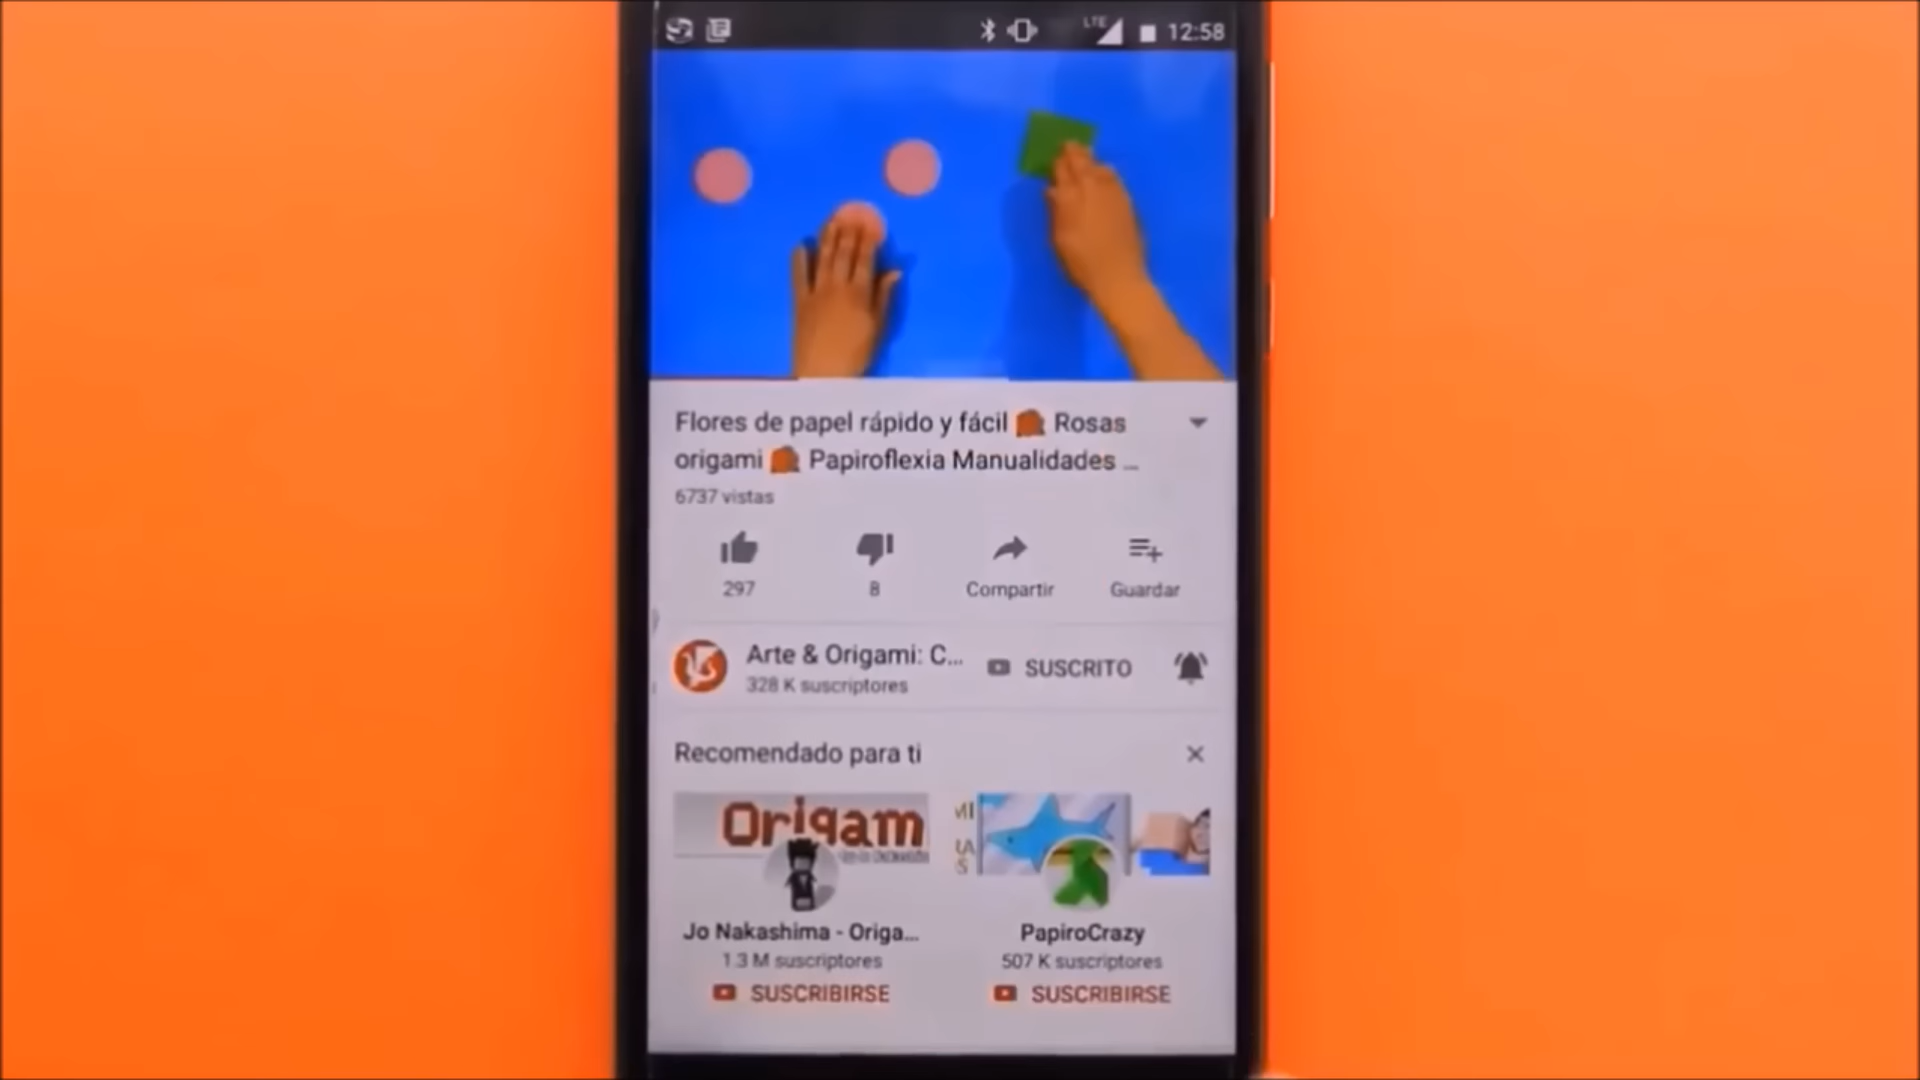 LTE 12:58
Flores de papel rápido y fácil Rosas
origami Papiroflexia Manualidades ...
6737 vistas
297 8 Compartir Guardar
Arte & Origami: C...
SUSCRITO
328 K suscriptores
Recomendado para ti
Origam
Jo Nakashima - Origa...
1.3 M suscriptores
SUSCRIBIRSE
PapiroCrazy
507 K suscriptores
SUSCRIBIRSE